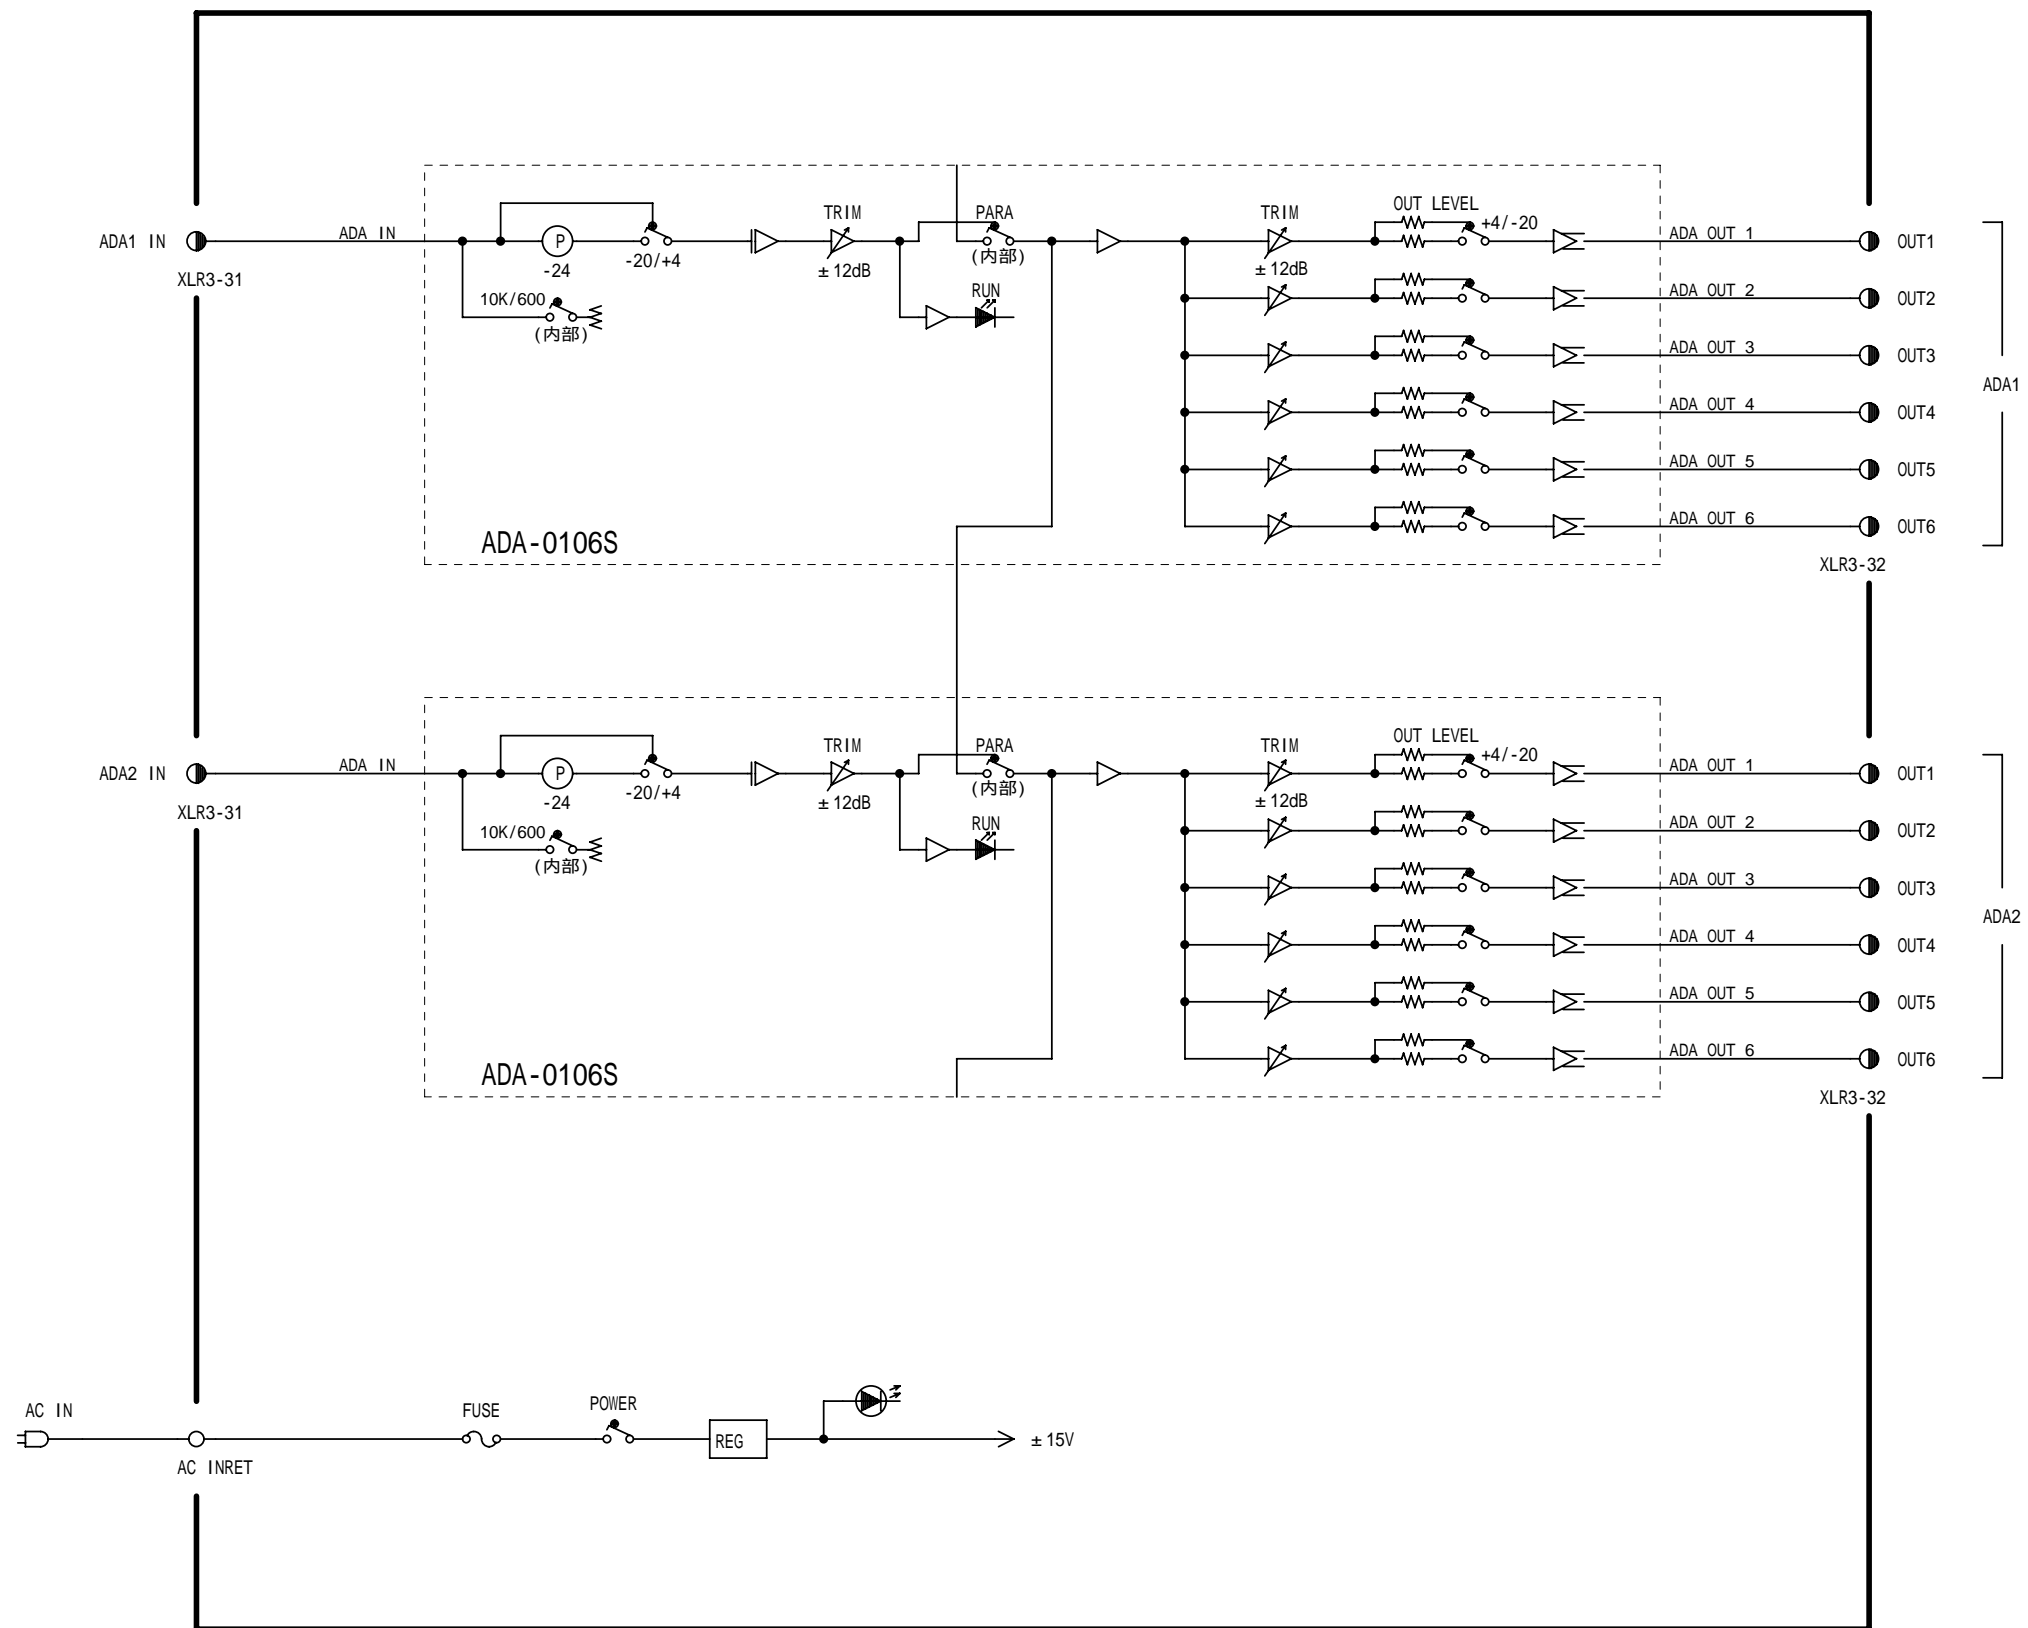 TRIM
PARA
(内部)
TRIM
OUT LEVEL
+4/-20
ADA1 IN
XLR3-31
ADA IN
P
-24
-20/+4
±12dB
10K/600
(内部)
RUN
±12dB
ADA OUT 1
OUT1
ADA OUT 2
OUT2
ADA OUT 3
OUT3
ADA1
ADA OUT 4
OUT4
ADA OUT 5
OUT5
ADA OUT 6
OUT6
ADA-0106S
XLR3-32
TRIM
PARA
(内部)
TRIM
OUT LEVEL
+4/-20
ADA2 IN
XLR3-31
ADA IN
P
-24
-20/+4
±12dB
10K/600
(内部)
RUN
±12dB
ADA OUT 1
OUT1
ADA OUT 2
OUT2
ADA OUT 3
OUT3
ADA2
ADA OUT 4
OUT4
ADA OUT 5
OUT5
ADA OUT 6
OUT6
ADA-0106S
XLR3-32
AC IN
AC INRET
FUSE
POWER
REG
±15V